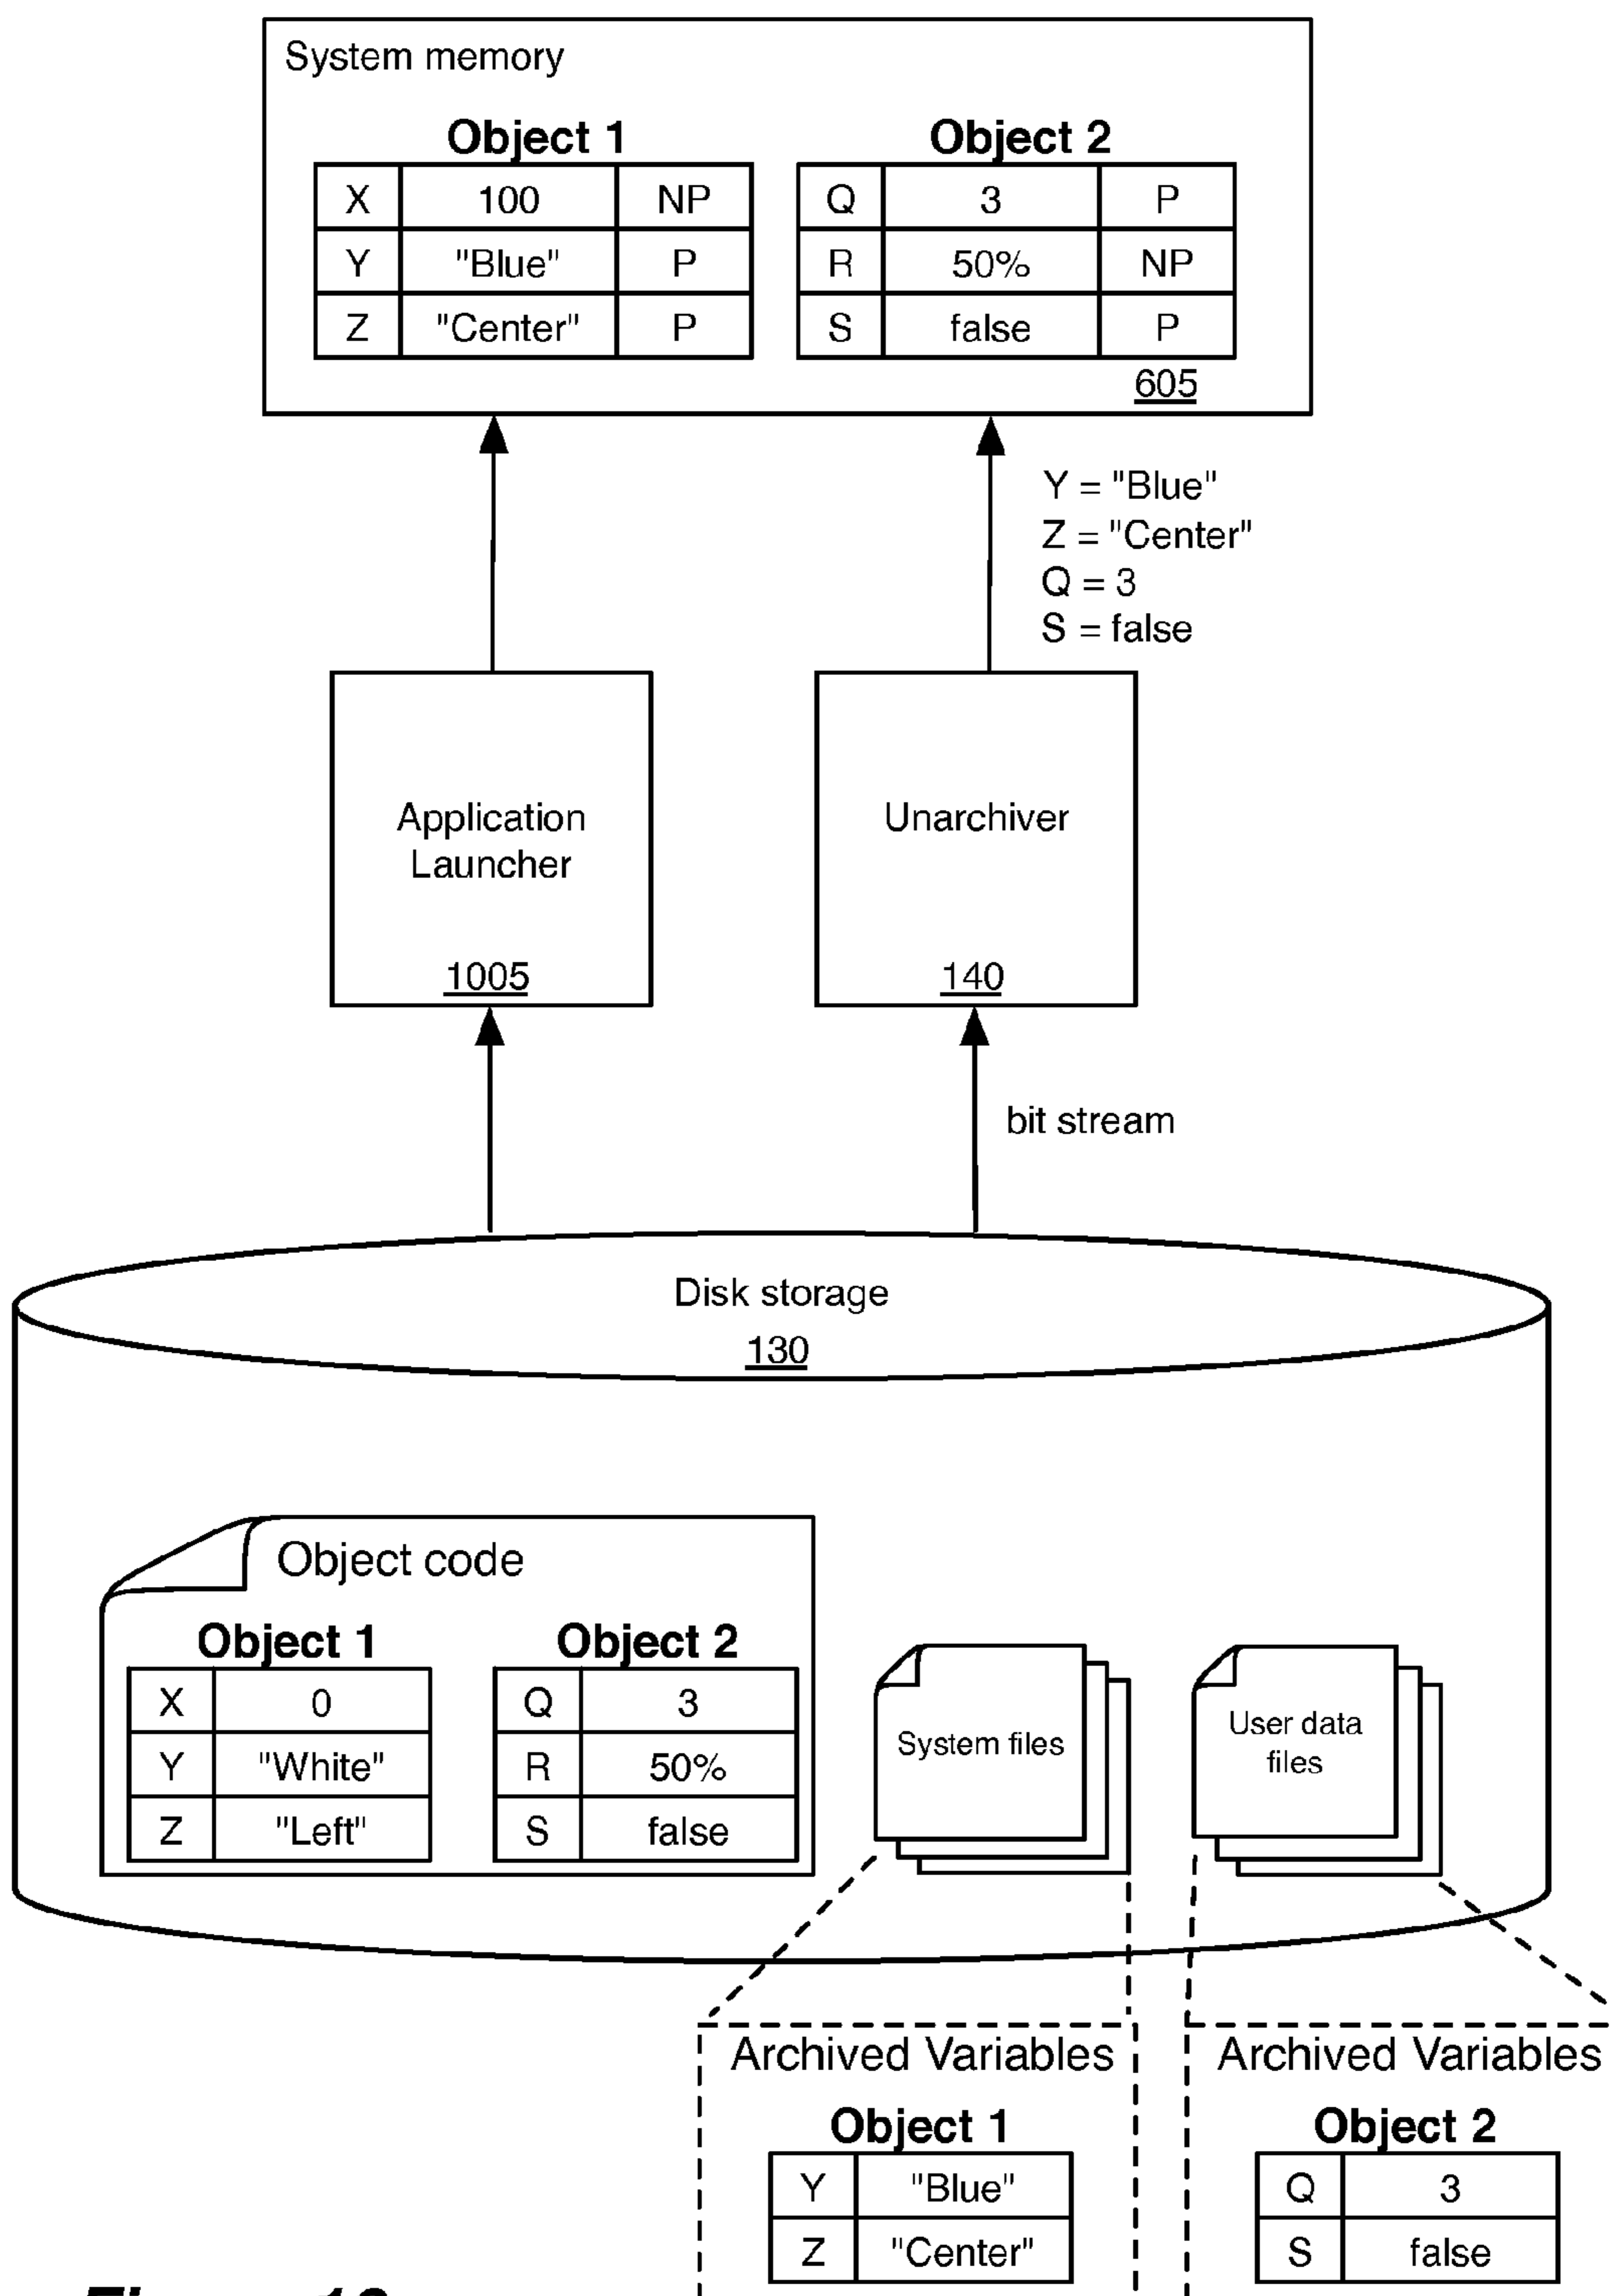 System memory
Object 1
X 100 NP
Y "Blue" P
Z "Center" P
Object 2
Q 3 P
R 50% NP
S false P
605
Y = "Blue"
Z = "Center"
Q = 3
S = false
Application
Launcher
1005
Unarchiver
140
bit stream
Disk storage
130
Object code
Object 1
X 0
Y "White"
Z "Left"
Object 2
Q 3
R 50%
S false
System files
User data
files
Archived Variables
Object 1
Y "Blue"
Z "Center"
Archived Variables
Object 2
Q 3
S false